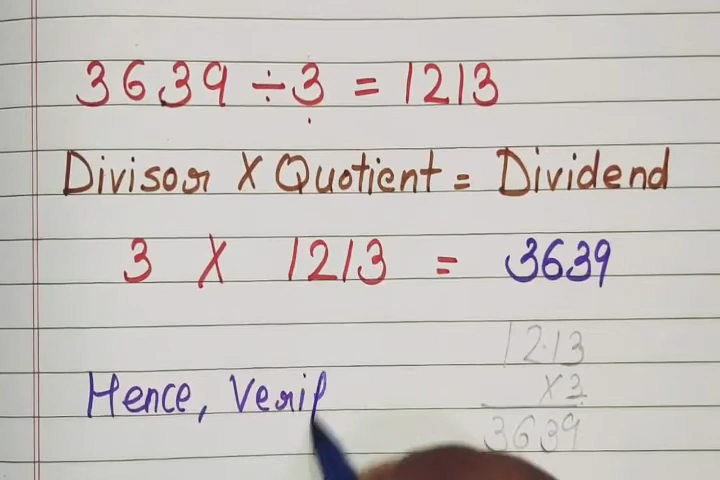 3639 ÷ 3 = 1213
Divisor X Quotient = Dividend
3 X 1213 = 3639
1213
X 3
3639
Hence, Verif